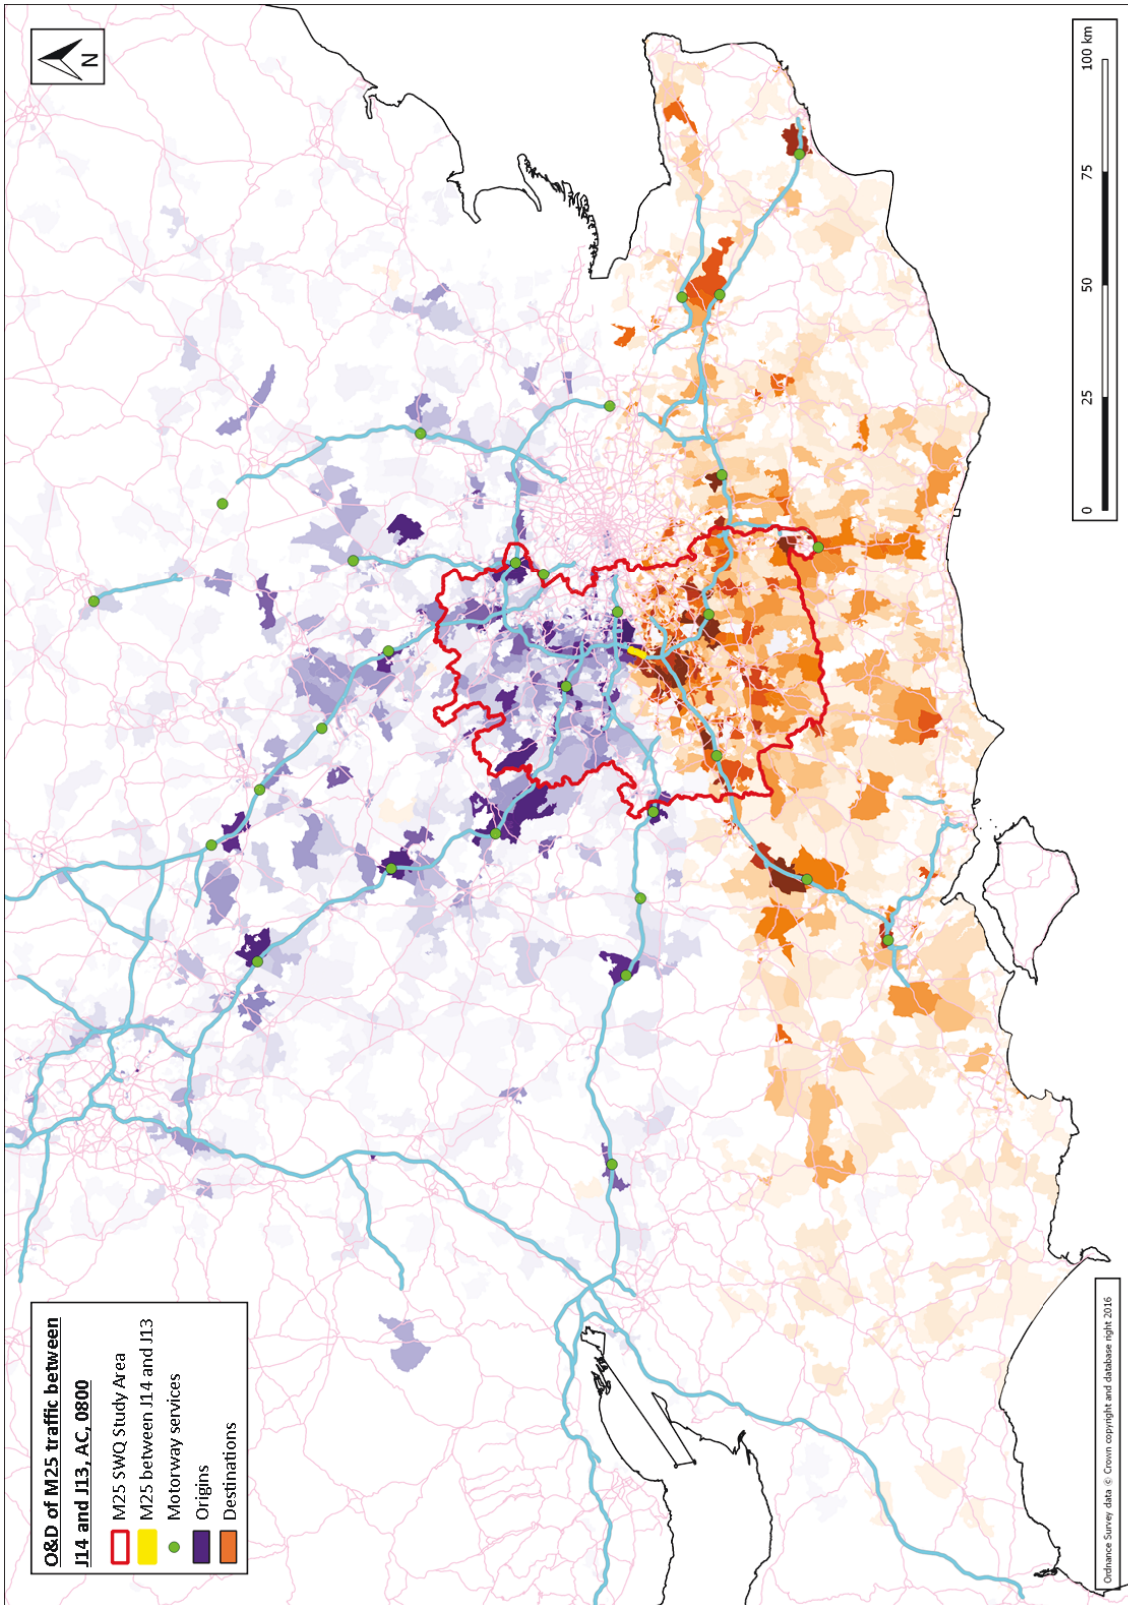 O&D of M25 traffic between
J14 and J13, AC, 0800
M25 SWQ Study Area
M25 between J14 and J13
Motorway services
Origins
Destinations
N
0 25 50 75 100 km
Ordnance Survey data © Crown copyright and database right 2016